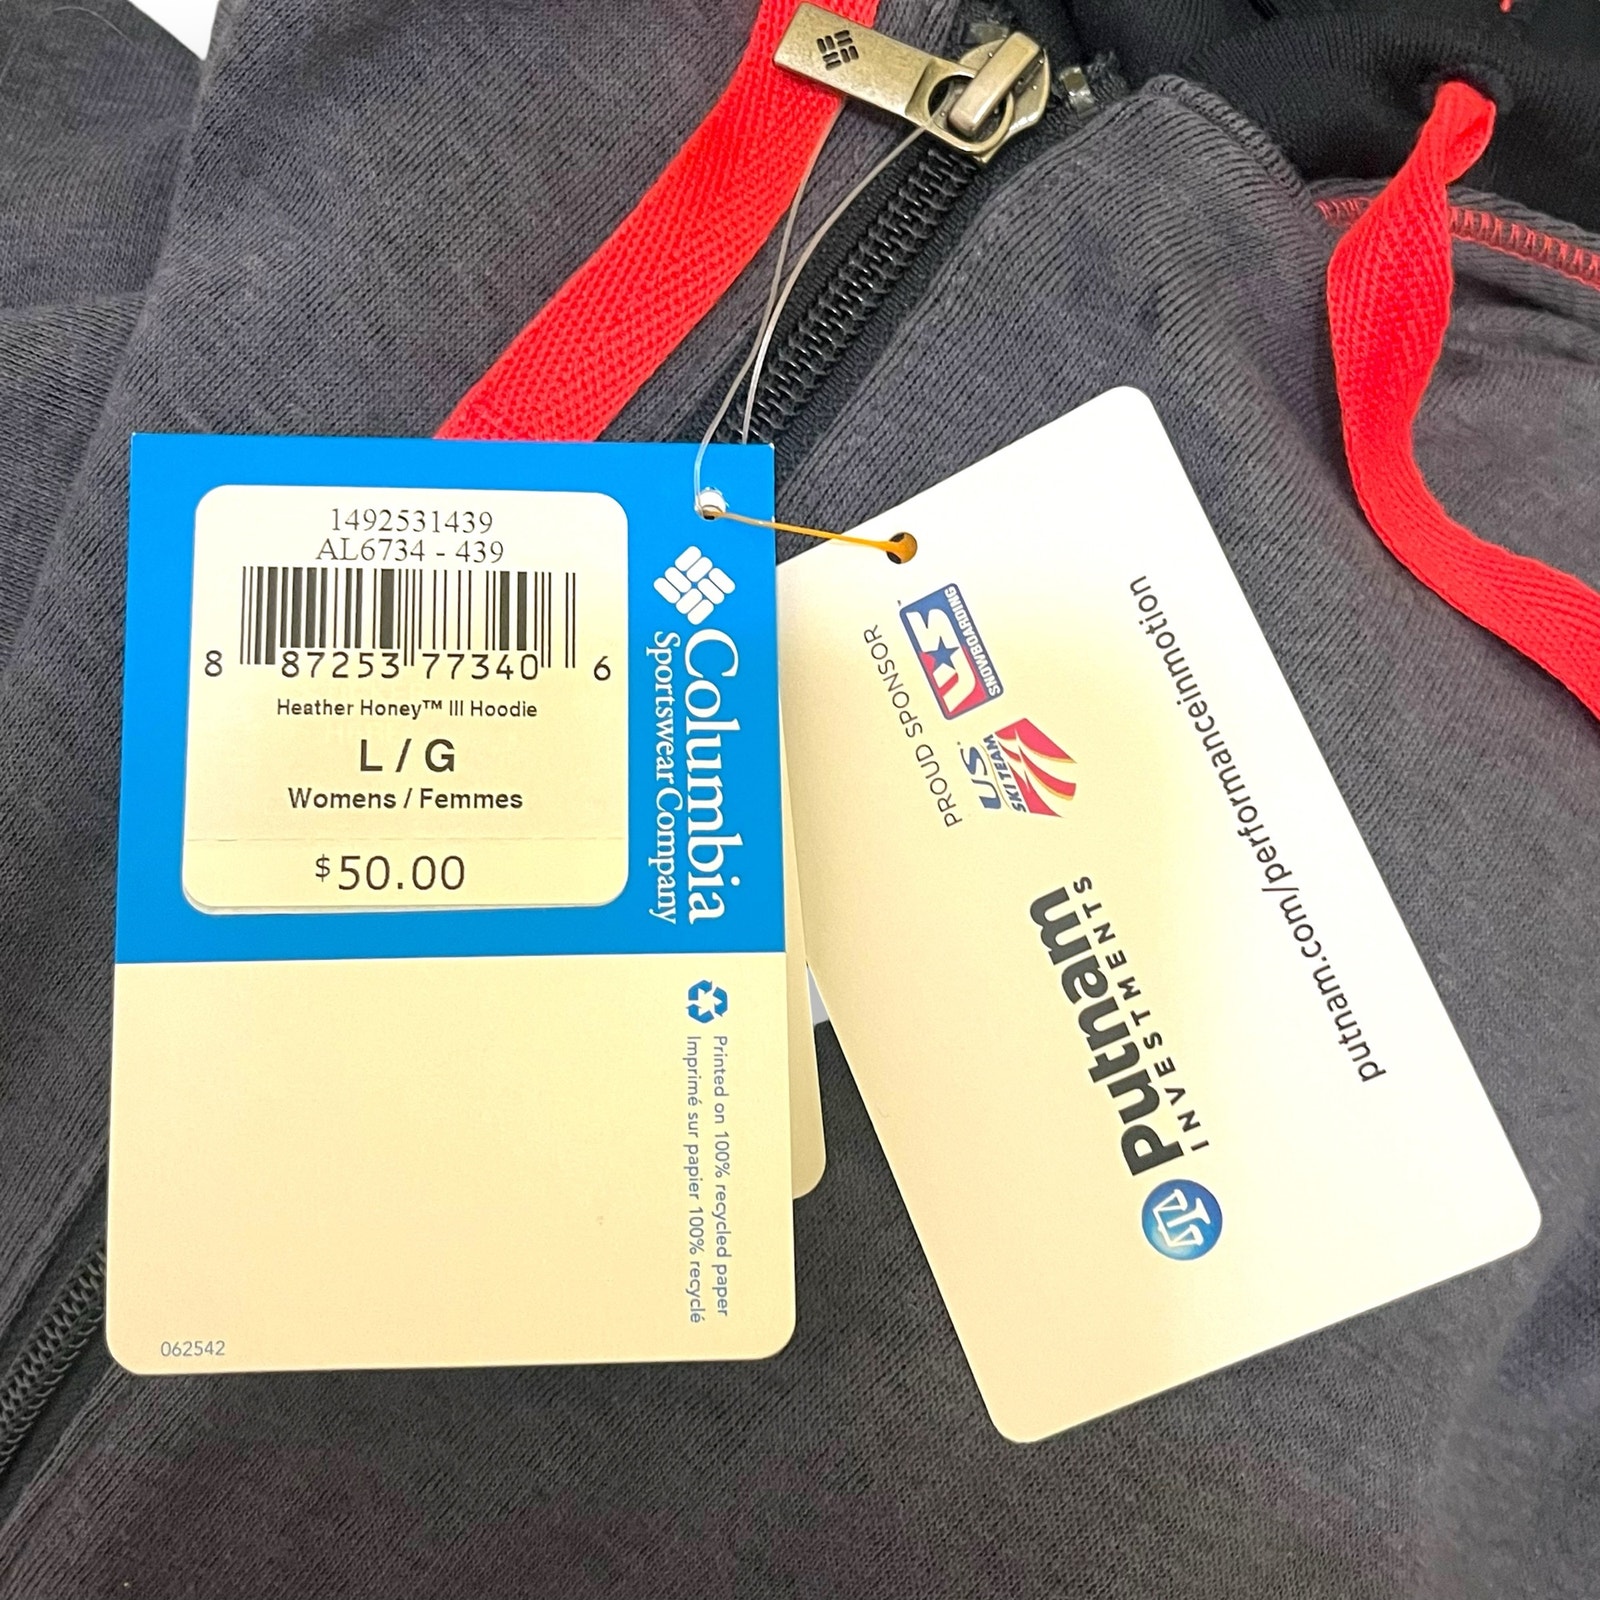 1492531439
AL6734 - 439
8 87253 77340 6
Heather Honey™ III Hoodie
L / G
Womens / Femmes
$50.00
Columbia
Sportswear Company
Printed on 100% recycled paper
Imprimé sur papier 100% recyclé
062542
PROUD SPONSOR
US
SNOWBOARDING
US
SKI TEAM
Putnam
INVESTMENTS
putnam.com/performanceinmotion